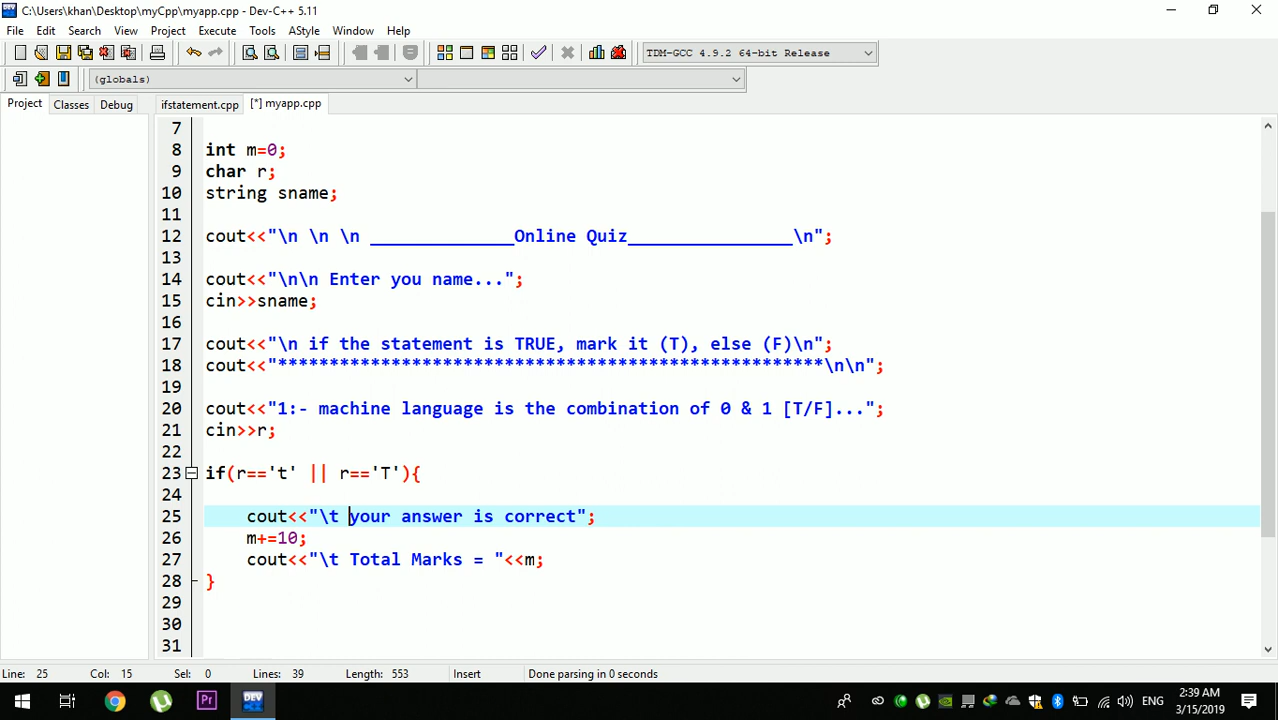 C:\Users\khan\Desktop\myCpp\myapp.cpp - Dev-C++ 5.11
File Edit Search View Project Execute Tools AStyle Window Help
TDM-GCC 4.9.2 64-bit Release
(globals)
Project Classes Debug ifstatement.cpp [*] myapp.cpp
7
8 int m=0;
9 char r;
10 string sname;
11
12 cout<<"\n \n \n ______________Online Quiz________________\n";
13
14 cout<<"\n\n Enter you name...";
15 cin>>sname;
16
17 cout<<"\n if the statement is TRUE, mark it (T), else (F)\n";
18 cout<<"*****************************************************\n\n";
19
20 cout<<"1:- machine language is the combination of 0 & 1 [T/F]...";
21 cin>>r;
22
23 if(r=='t' || r=='T'){
24
25 cout<<"\t your answer is correct";
26 m+=10;
27 cout<<"\t Total Marks = "<<m;
28 }
29
30
31
Line: 25 Col: 15 Sel: 0 Lines: 39 Length: 553 Insert Done parsing in 0 seconds
Pr DEV ENG 2:39 AM
3/15/2019